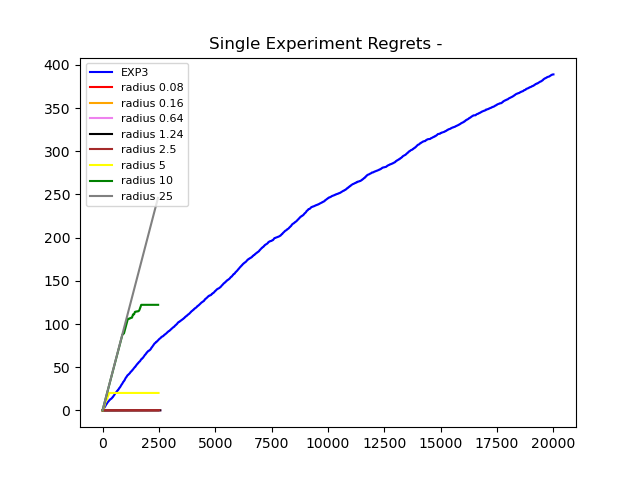 Single Experiment Regrets -
400
350
300
250
200
150
100
50
0
EXP3
radius 0.08
radius 0.16
radius 0.64
radius 1.24
radius 2.5
radius 5
radius 10
radius 25
0 2500 5000 7500 10000 12500 15000 17500 20000